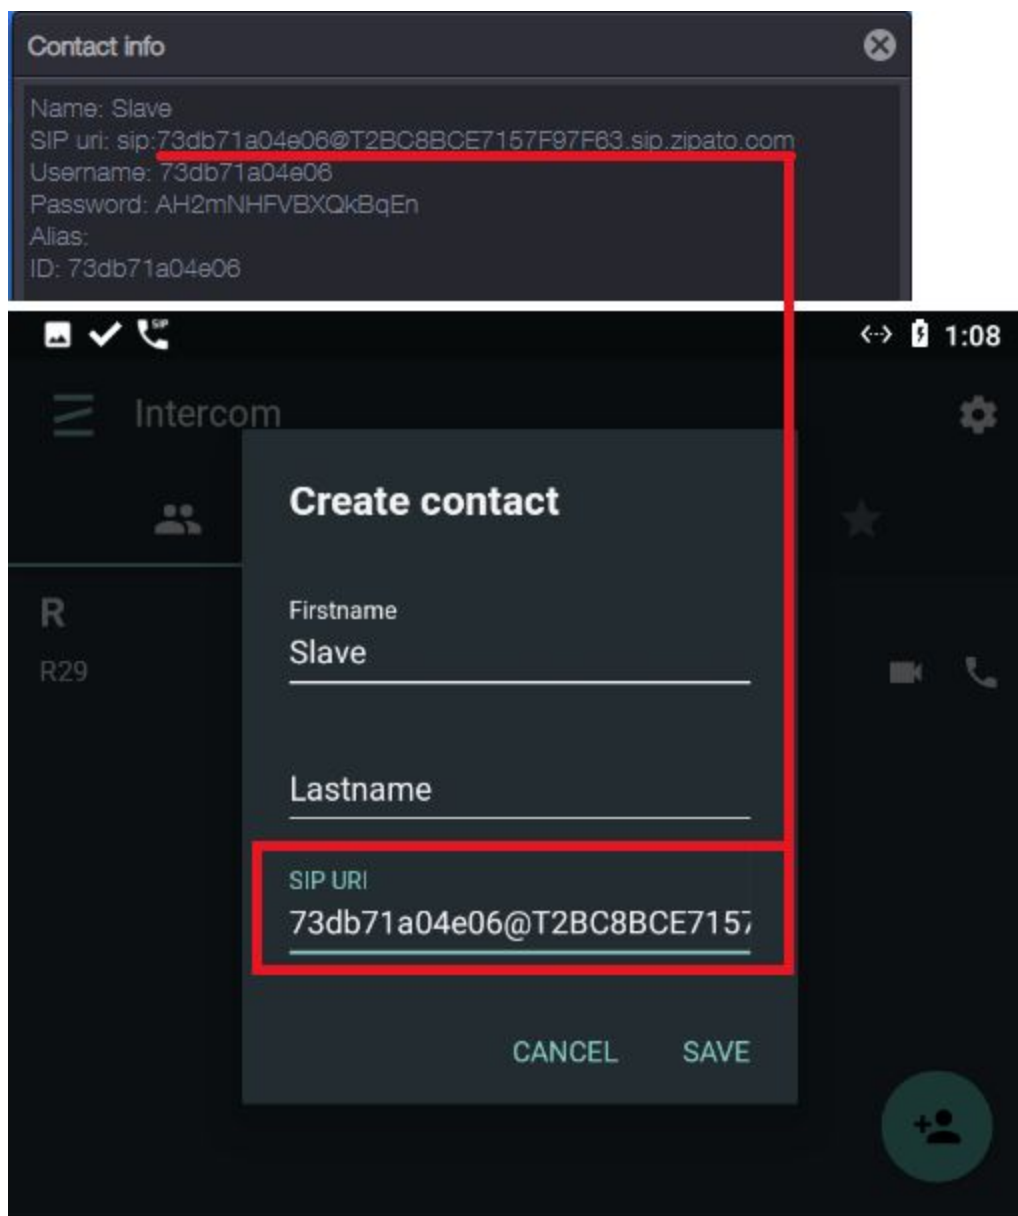 Contact info
Name: Slave
SIP uri: sip:73db71a04e06@T2BC8BCE7157F97F63.sip.zipato.com
Username: 73db71a04e06
Password: AH2mNHFVBXQkBqEn
Alias:
ID: 73db71a04e06
SIP
1:08
Intercom
Create contact
R
Firstname
Slave
R29
Lastname
SIP URI
73db71a04e06@T2BC8BCE7157
CANCEL SAVE